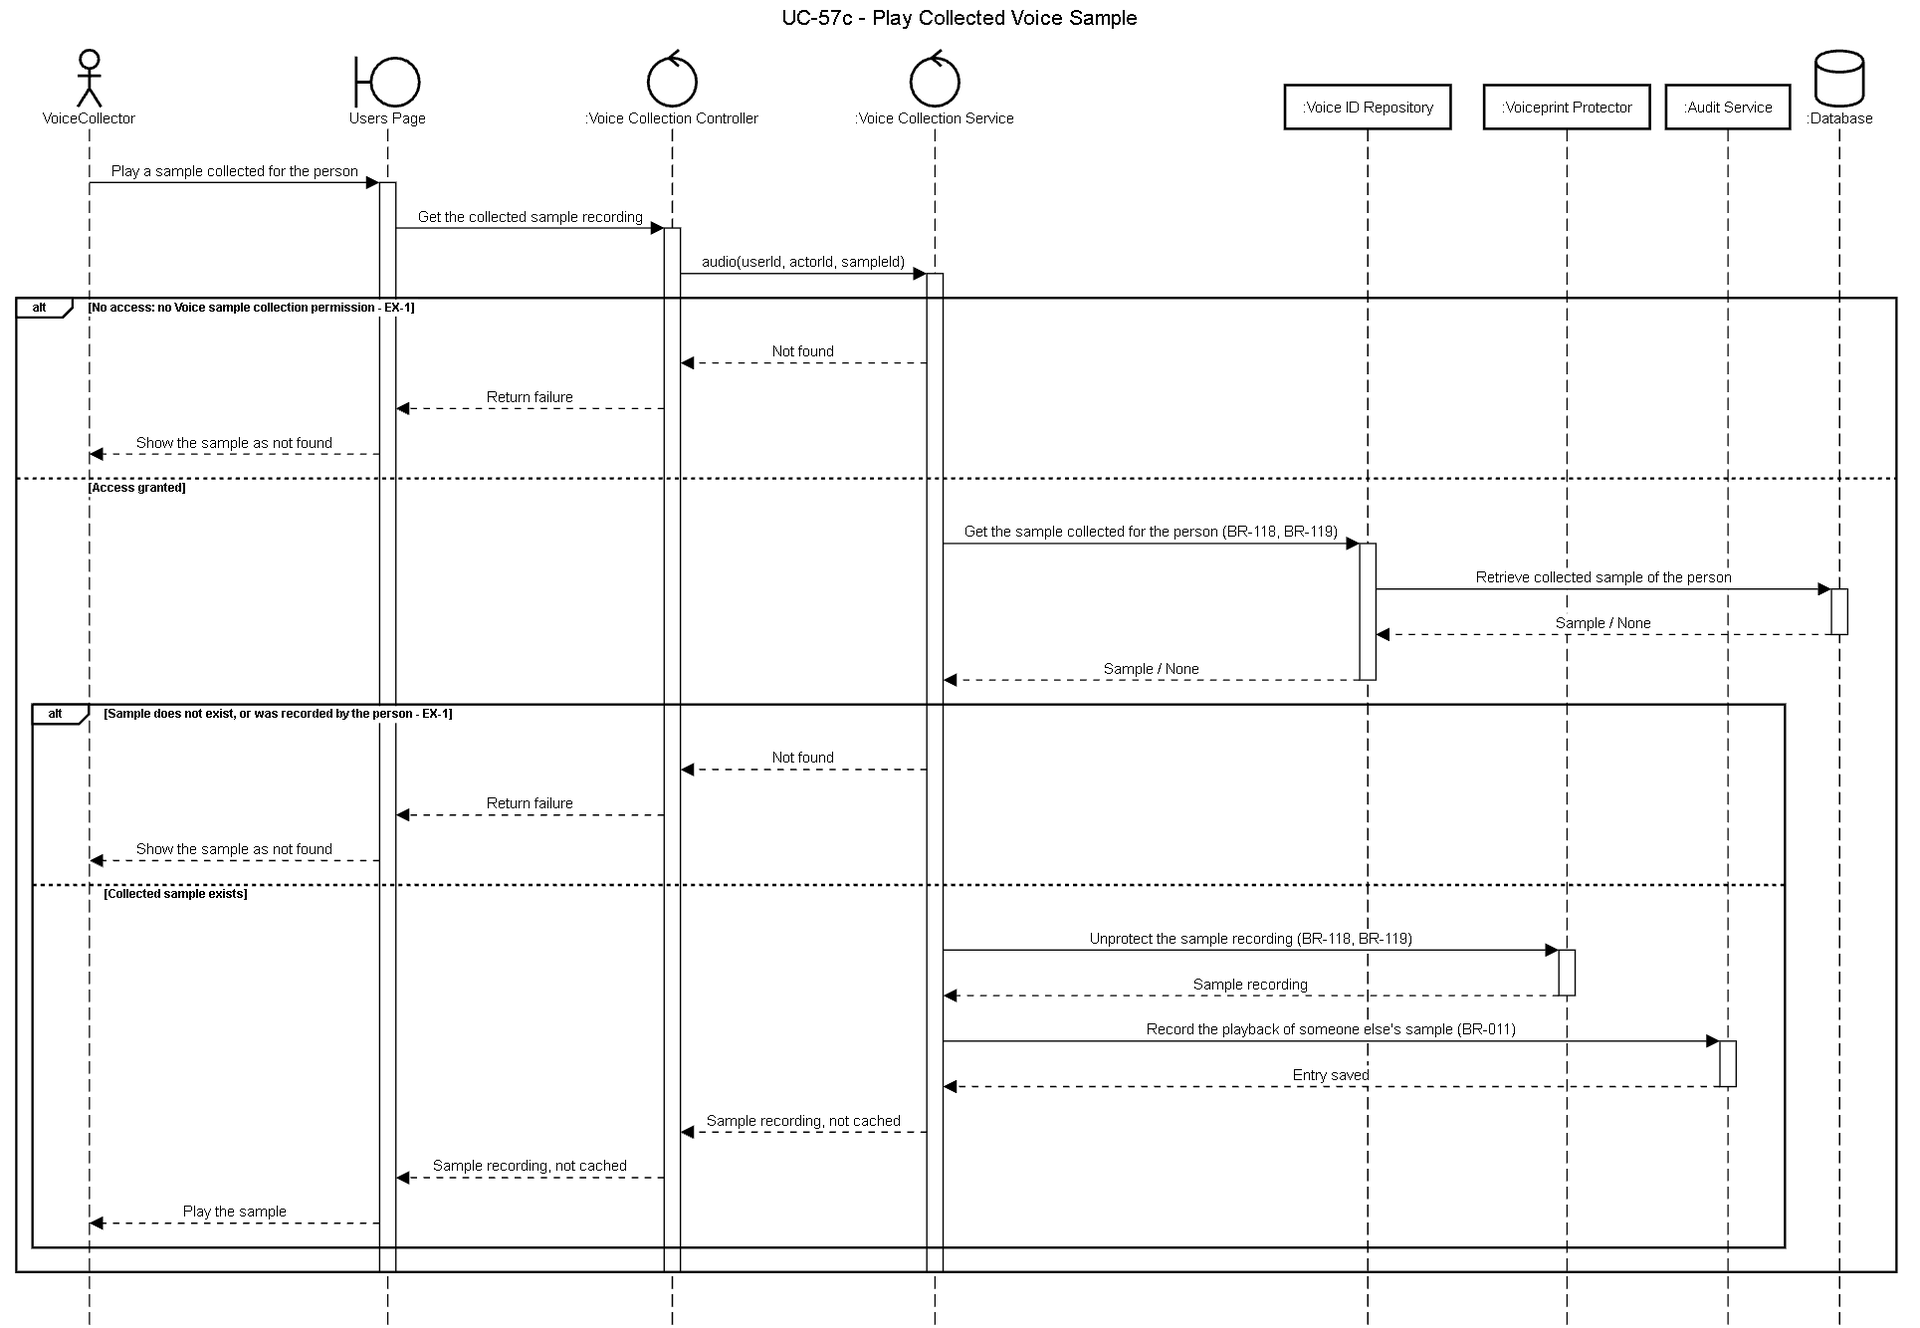 UC-57c - Play Collected Voice Sample
VoiceCollector
Users Page
:Voice Collection Controller
:Voice Collection Service
:Voice ID Repository
:Voiceprint Protector
:Audit Service
:Database
Play a sample collected for the person
Get the collected sample recording
audio(userId, actorId, sampleId)
alt
[No access: no Voice sample collection permission - EX-1]
Not found
Return failure
Show the sample as not found
[Access granted]
Get the sample collected for the person (BR-118, BR-119)
Retrieve collected sample of the person
Sample / None
Sample / None
alt
[Sample does not exist, or was recorded by the person - EX-1]
Not found
Return failure
Show the sample as not found
[Collected sample exists]
Unprotect the sample recording (BR-118, BR-119)
Sample recording
Record the playback of someone else's sample (BR-011)
Entry saved
Sample recording, not cached
Sample recording, not cached
Play the sample